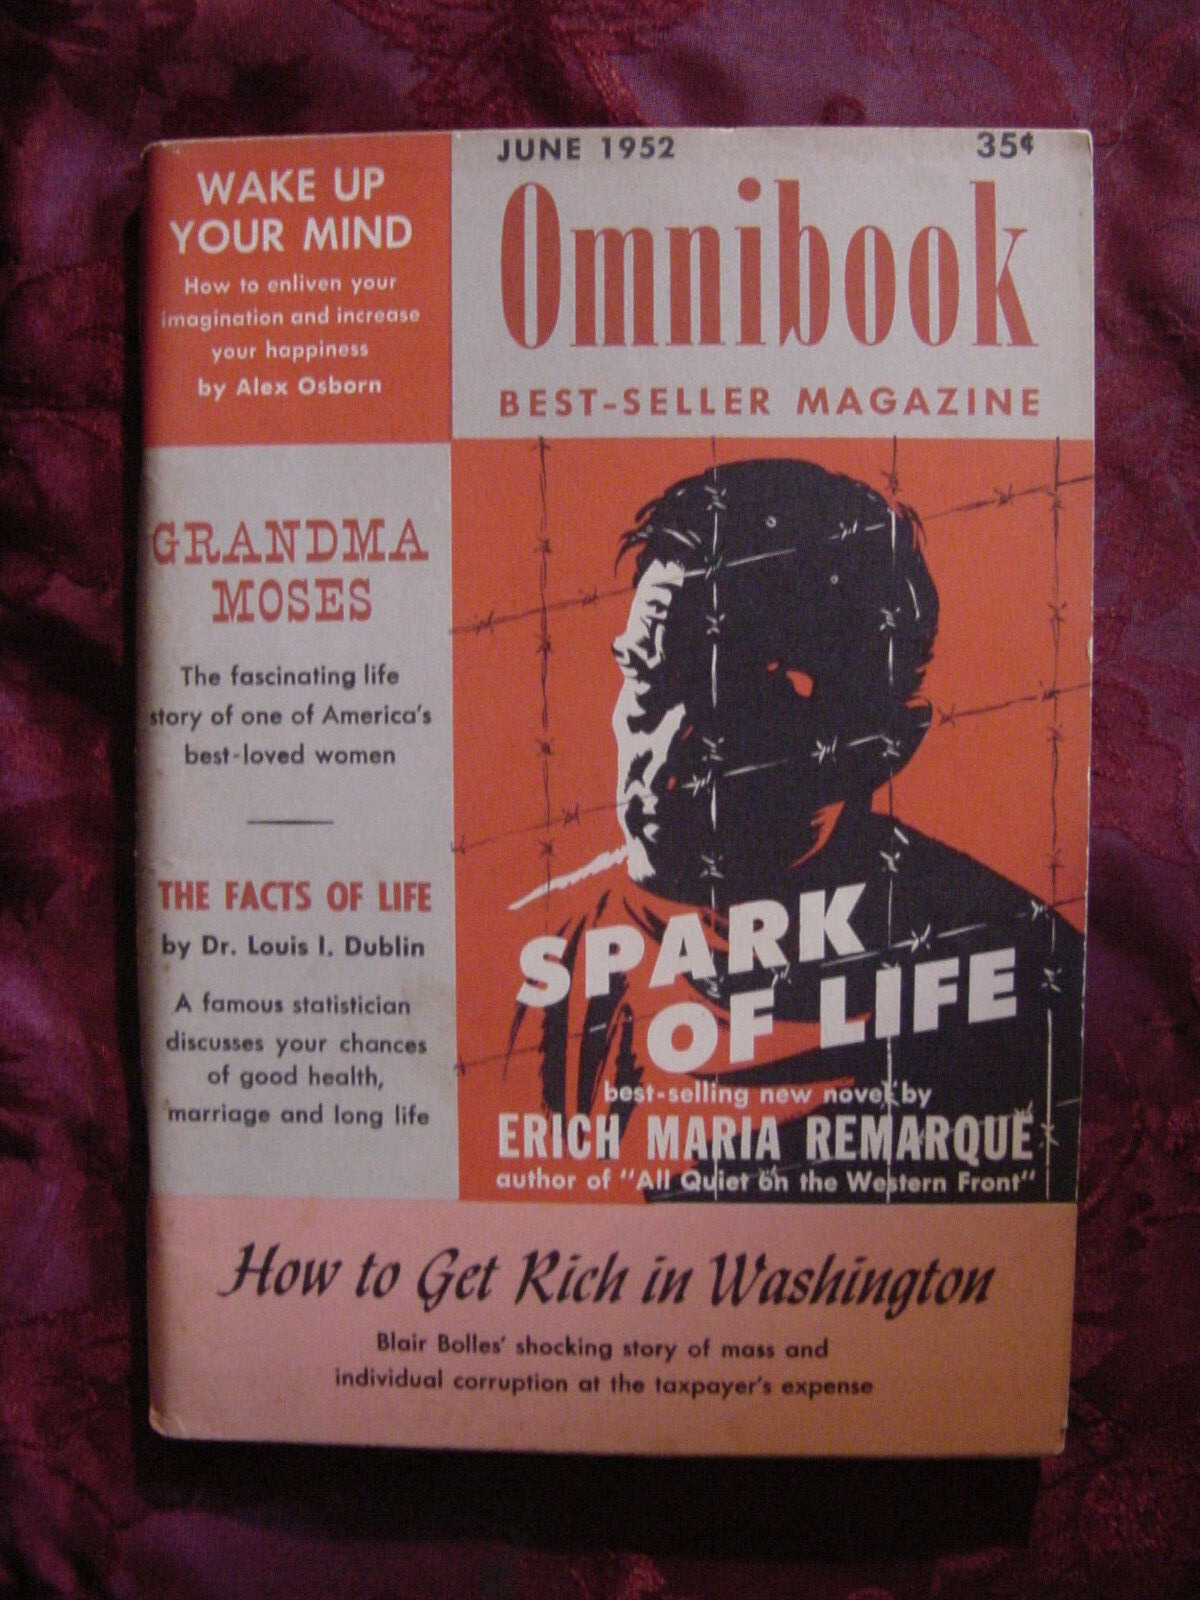 WAKE UP
YOUR MIND
How to enliven your
imagination and increase
your happiness
by Alex Osborn
JUNE 1952
35¢
Omnibook
BEST-SELLER MAGAZINE
GRANDMA
MOSES
The fascinating life
story of one of America's
best-loved women
THE FACTS OF LIFE
by Dr. Louis I. Dublin
A famous statistician
discusses your chances
of good health,
marriage and long life
SPARK
OF LIFE
best-selling new novel by
ERICH MARIA REMARQUE
author of "All Quiet on the Western Front"
How to Get Rich in Washington
Blair Bolles' shocking story of mass and
individual corruption at the taxpayer's expense